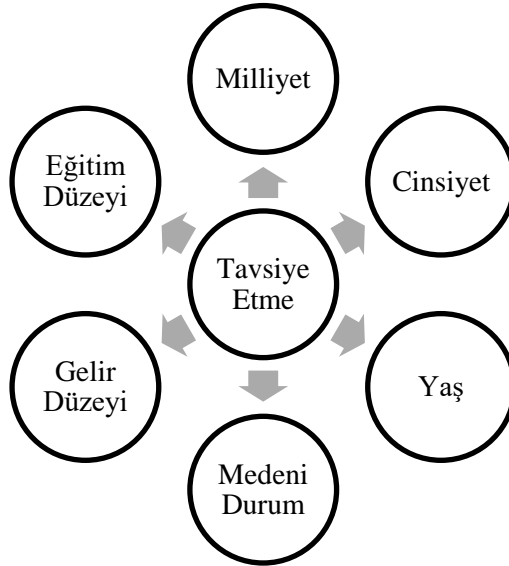 Milliyet
Eğitim
Düzeyi
Cinsiyet
Tavsiye
Etme
Gelir
Düzeyi
Yaş
Medeni
Durum